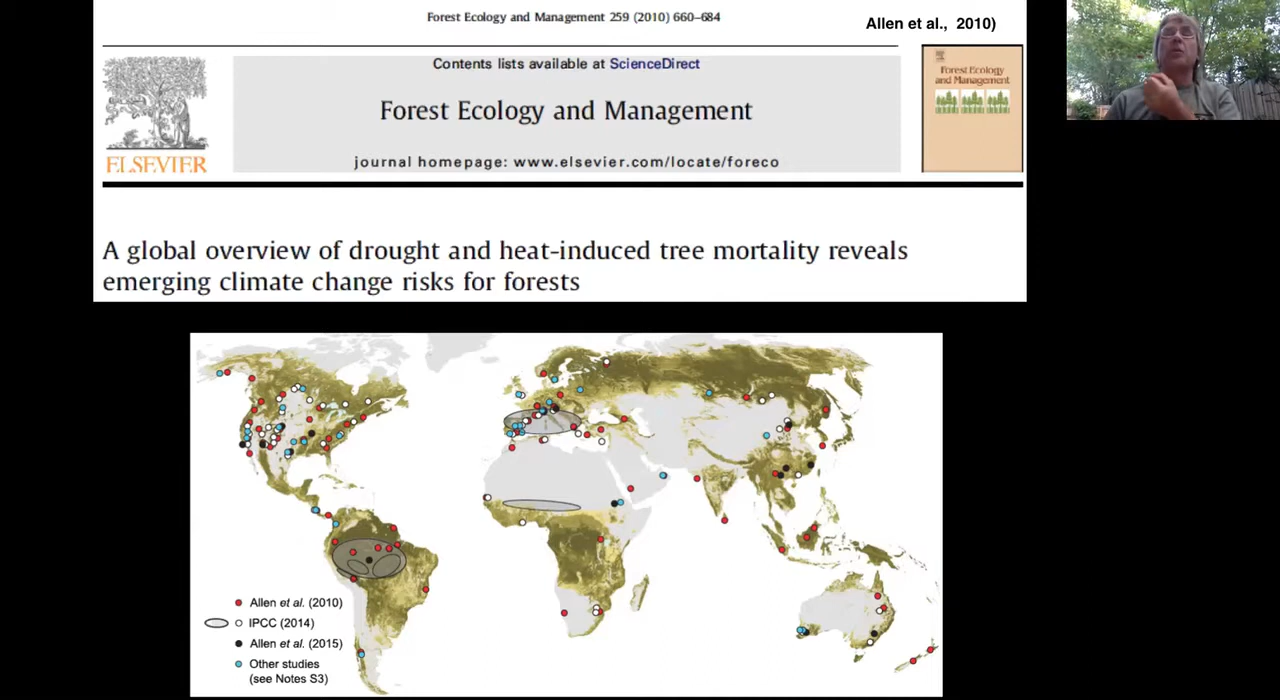 Forest Ecology and Management 259 (2010) 660–684
Allen et al., 2010)
Contents lists available at ScienceDirect
Forest Ecology and Management
journal homepage: www.elsevier.com/locate/foreco
ELSEVIER
Forest Ecology
and Management
A global overview of drought and heat-induced tree mortality reveals
emerging climate change risks for forests
Allen et al. (2010)
IPCC (2014)
Allen et al. (2015)
Other studies
(see Notes S3)